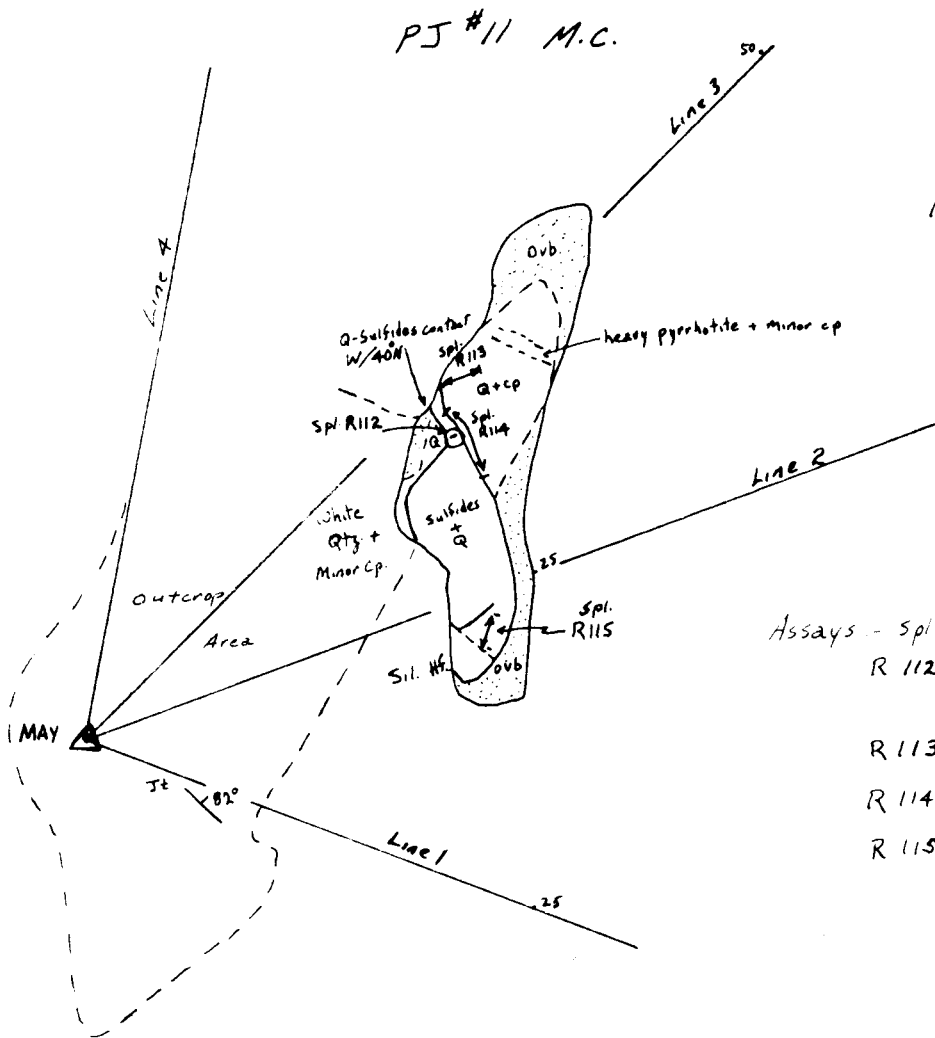 PJ #11 M.C.
50
Line 3
Line 4
Ovb.
Q-Sulfides contact
W/40°N
heavy pyrrhotite + minor cp
Spl.
R113
Q+cp
Spl. R112
Spl.
R114
Q
Line 2
White
Qtz. +
Minor Cp.
Sulfides
+
Q
25
Outcrop
Area
Spl.
R115
Sil. Hf.
Ovb
Assays - Spl
R 112
R 113
R 114
R 115
MAY
Jt
82°
Line 1
25